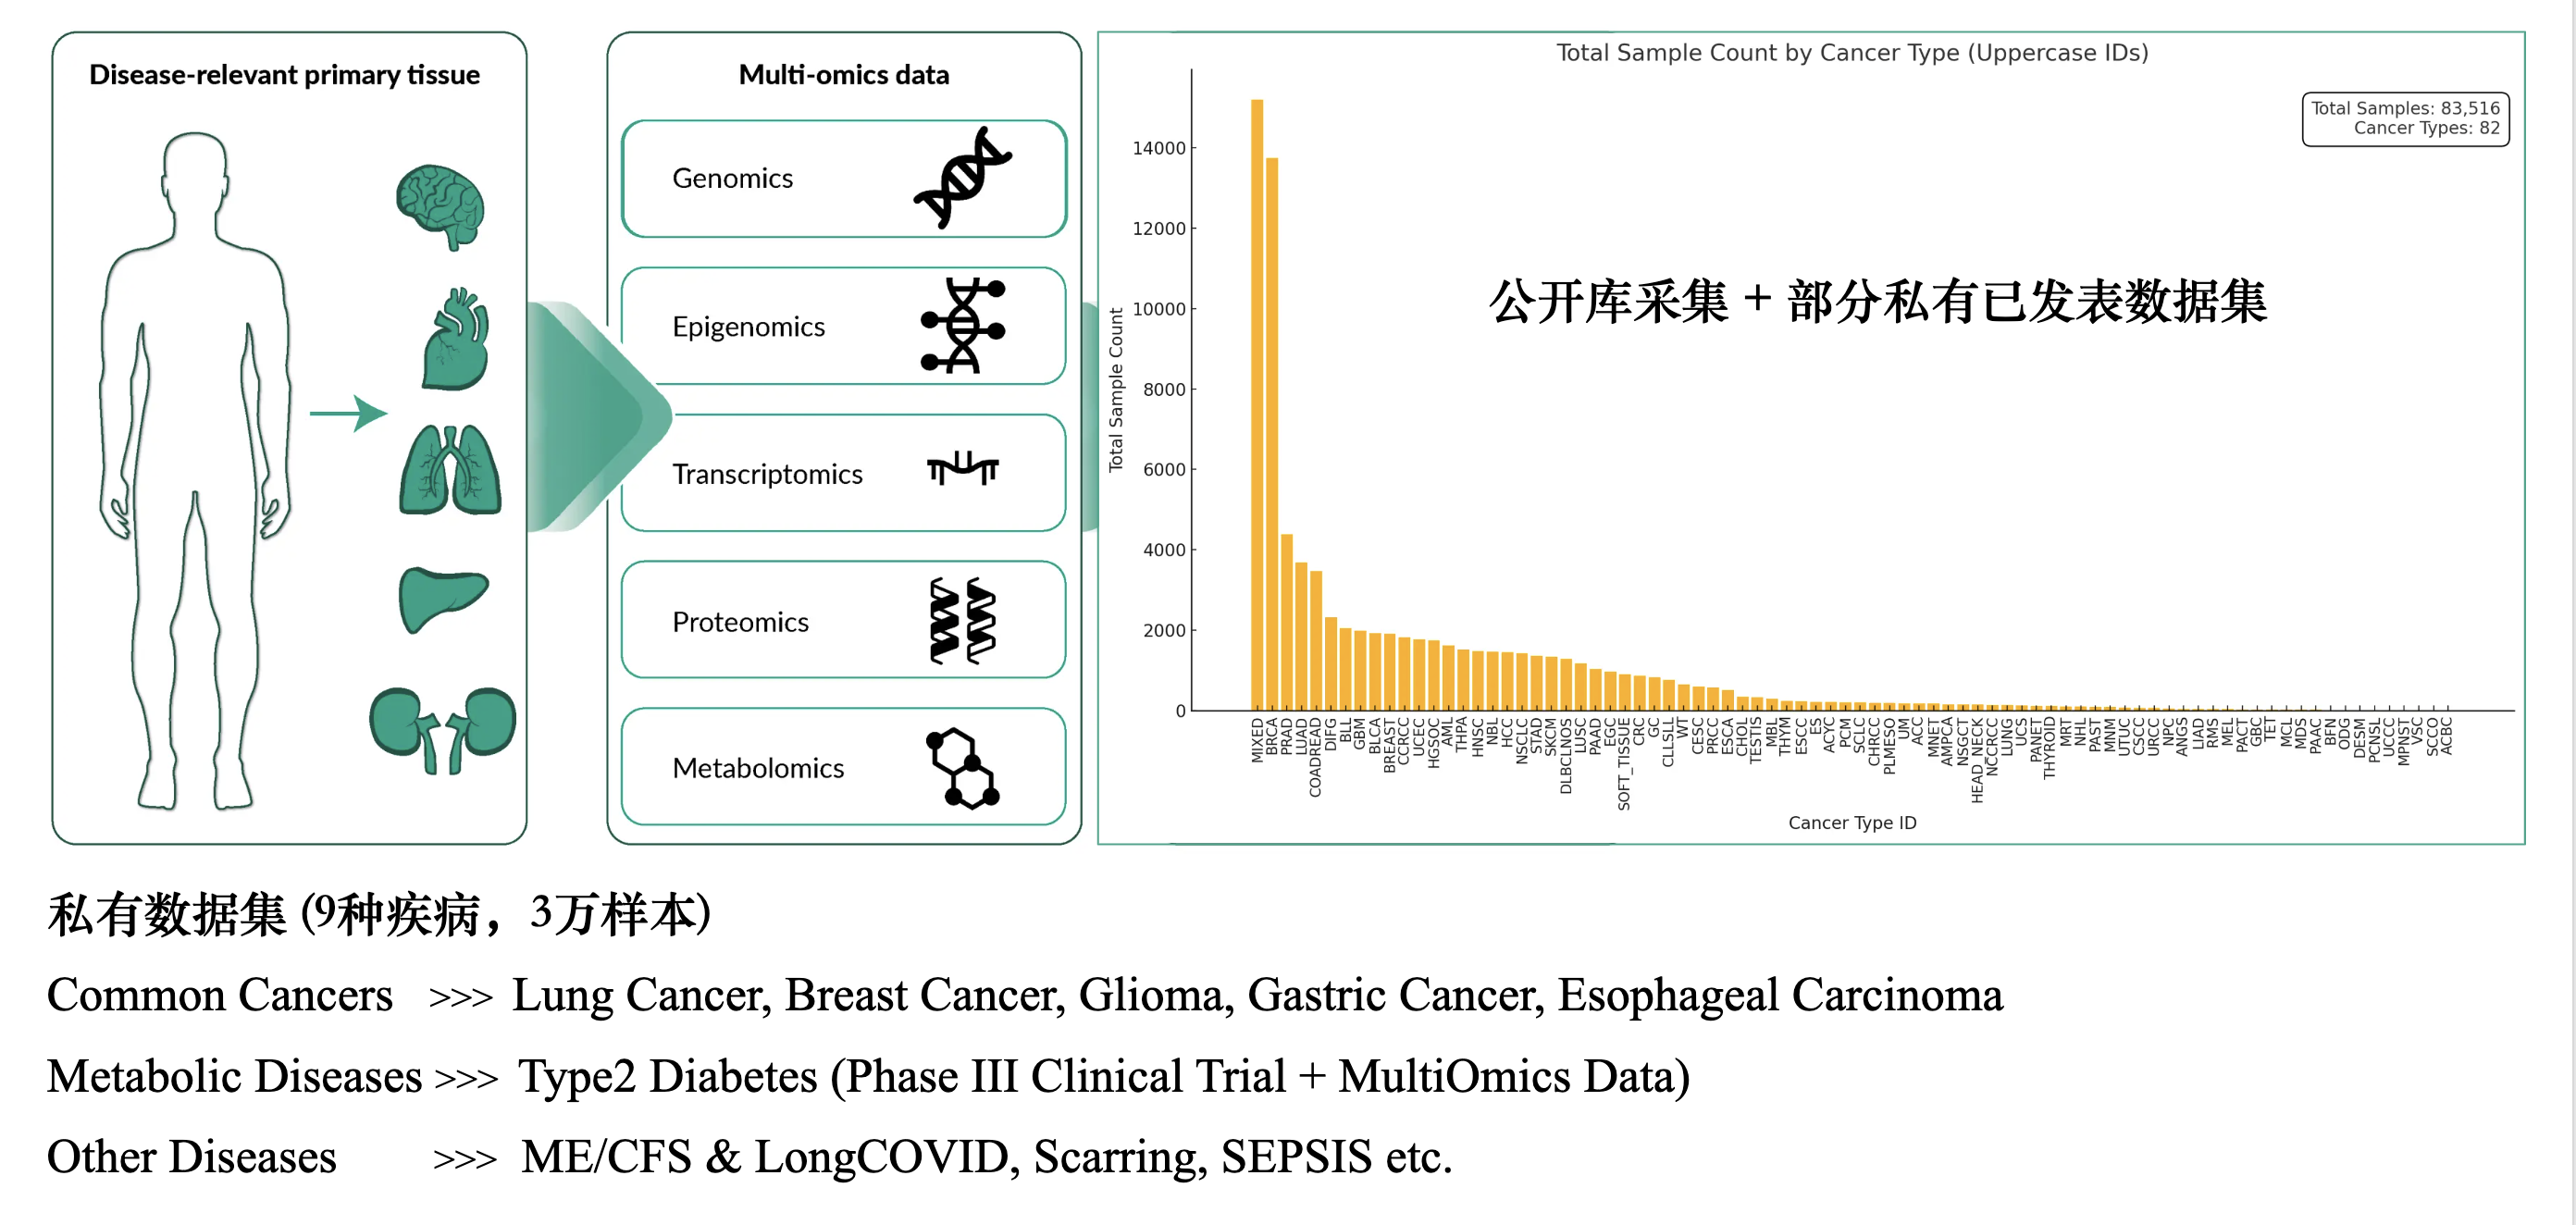 Disease-relevant primary tissue
Multi-omics data
Genomics
Epigenomics
Transcriptomics
Proteomics
Metabolomics
Total Sample Count by Cancer Type (Uppercase IDs)
Total Samples: 83,516
Cancer Types: 82
公开库采集 + 部分私有已发表数据集
Total Sample Count
14000
12000
10000
8000
6000
4000
2000
0
MIXED
BRCA
PRAD
LUAD
COADREAD
DIFG
BLL
GBM
BLCA
BREAST
CCRCC
UCEC
HGSOC
AML
THPA
HNSC
NBL
HCC
NSCLC
STAD
SKCM
DLBCLNOS
LUSC
PAAD
EGC
SOFT_TISSUE
CRC
GC
CLLSLL
WT
CESC
PRCC
ESCA
CHOL
TESTIS
MBL
THYM
ESCC
ES
ACYC
PCM
SCLC
CHRCC
PLMESO
UM
ACC
MNET
AMPCA
NSGCT
HEAD_NECK
NCCRCC
LUNG
UCS
PANET
THYROID
MRT
NHL
PAST
MNM
UTUC
CSCC
URCC
NPC
ANGS
LIAD
RMS
MEL
PACT
GBC
TET
MCL
MDS
PAAC
BFN
ODG
DESM
PCNSL
UCCC
MPNST
VSC
SCCO
ACBC
Cancer Type ID
私有数据集 (9种疾病，3万样本)
Common Cancers >>> Lung Cancer, Breast Cancer, Glioma, Gastric Cancer, Esophageal Carcinoma
Metabolic Diseases >>> Type2 Diabetes (Phase III Clinical Trial + MultiOmics Data)
Other Diseases >>> ME/CFS & LongCOVID, Scarring, SEPSIS etc.